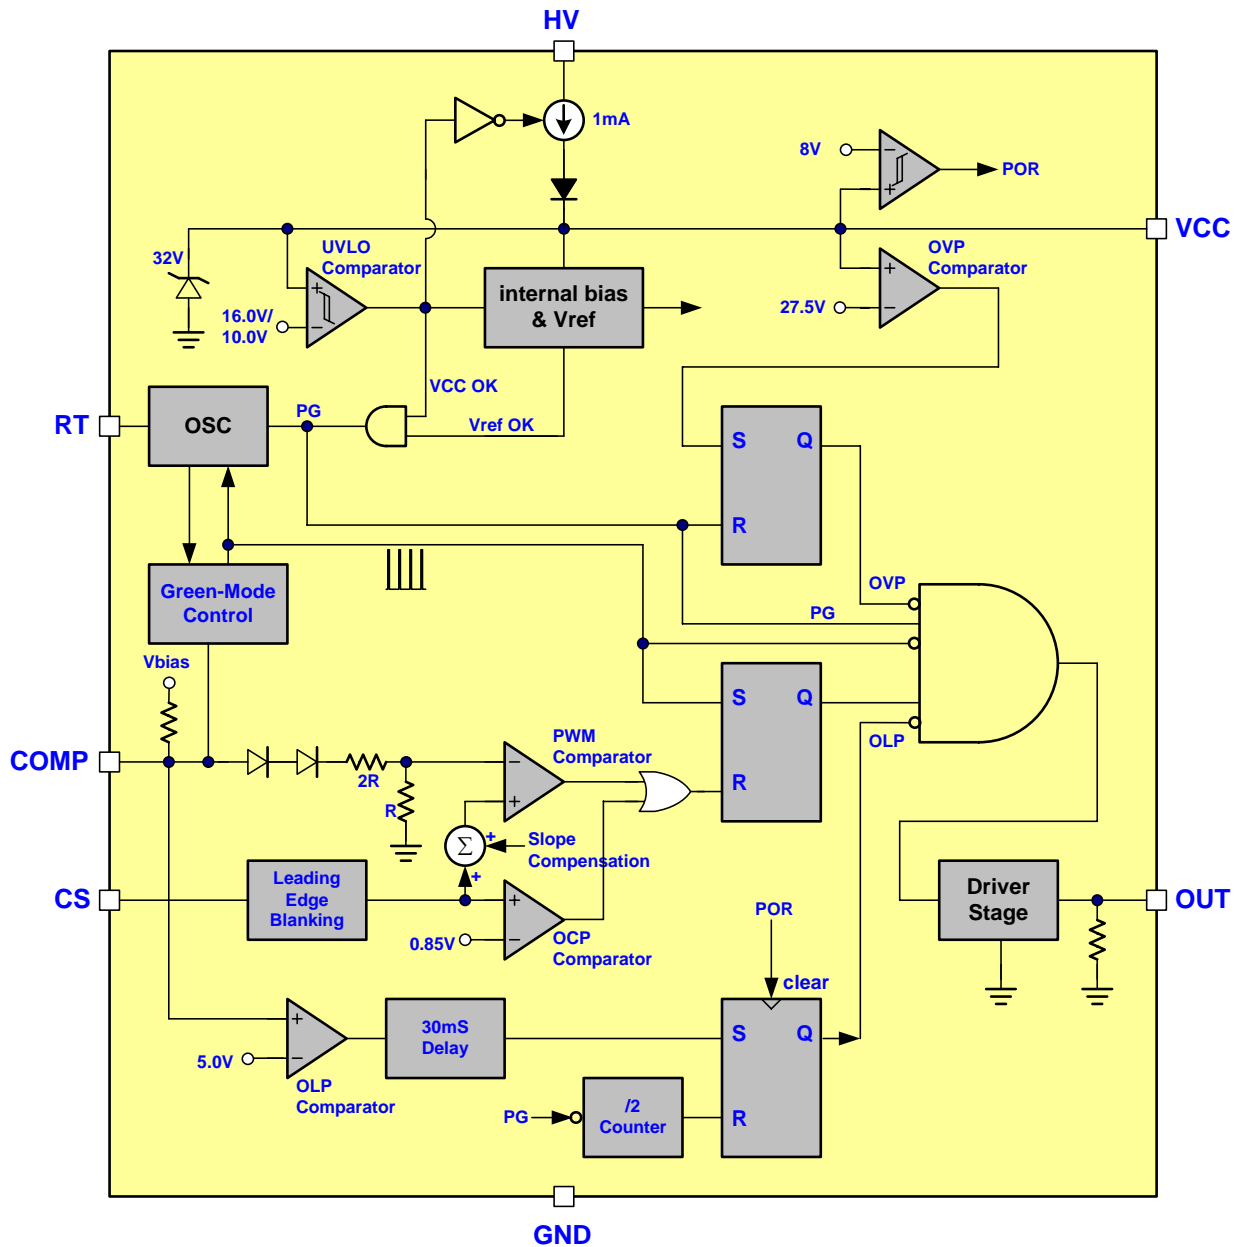 HV
1mA
8V
POR
VCC
UVLO
Comparator
OVP
Comparator
32V
internal bias
& Vref
27.5V
16.0V/
10.0V
VCC OK
RT
OSC
PG
Vref OK
S
Q
R
Green-Mode
Control
OVP
PG
Vbias
S
Q
COMP
PWM
Comparator
OLP
2R
R
R
Σ
+
+
Slope
Compensation
CS
Leading
Edge
Blanking
Driver
Stage
OUT
0.85V
OCP
Comparator
POR
clear
30mS
Delay
S
Q
5.0V
OLP
Comparator
PG
/2
Counter
R
GND